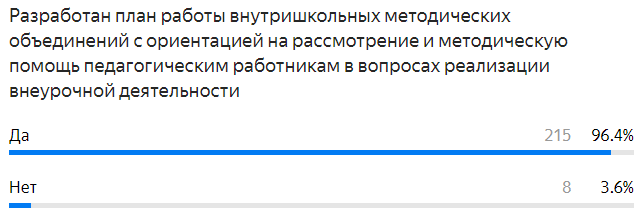 Разработан план работы внутришкольных методических
объединений с ориентацией на рассмотрение и методическую
помощь педагогическим работникам в вопросах реализации
внеурочной деятельности
Да 215 96.4%
Нет 8 3.6%